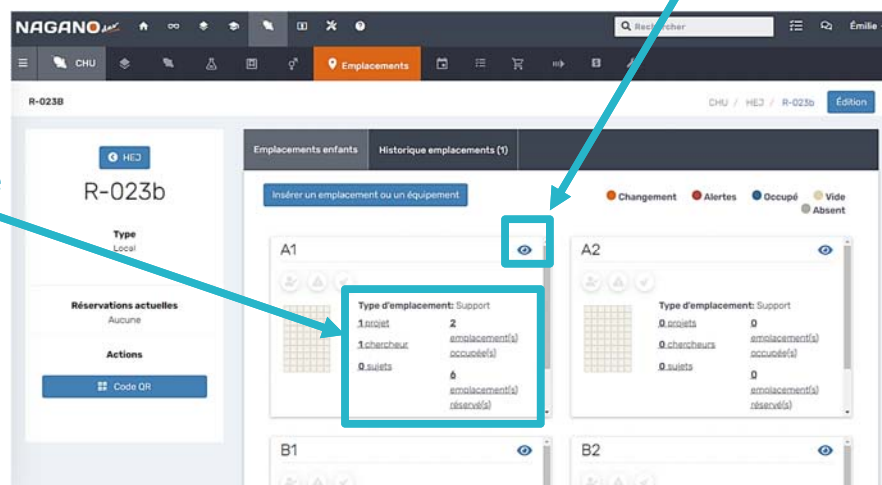 NAGANO
Rechercher
Émilie
CHU
Emplacements
R-023B
CHU / HEJ / R-023b
Édition
HEJ
R-023b
Type
Local
Réservations actuelles
Aucune
Actions
Code QR
Emplacements enfants
Historique emplacements (1)
Insérer un emplacement ou un équipement
Changement
Alertes
Occupé
Vide
Absent
A1
Type d'emplacement: Support
1 projet
1 chercheur
0 sujets
2
emplacement(s)
occupée(s)
6
emplacement(s)
réservé(s)
A2
Type d'emplacement: Support
0 projets
0 chercheurs
0 sujets
0
emplacement(s)
occupée(s)
0
emplacement(s)
réservé(s)
B1
B2